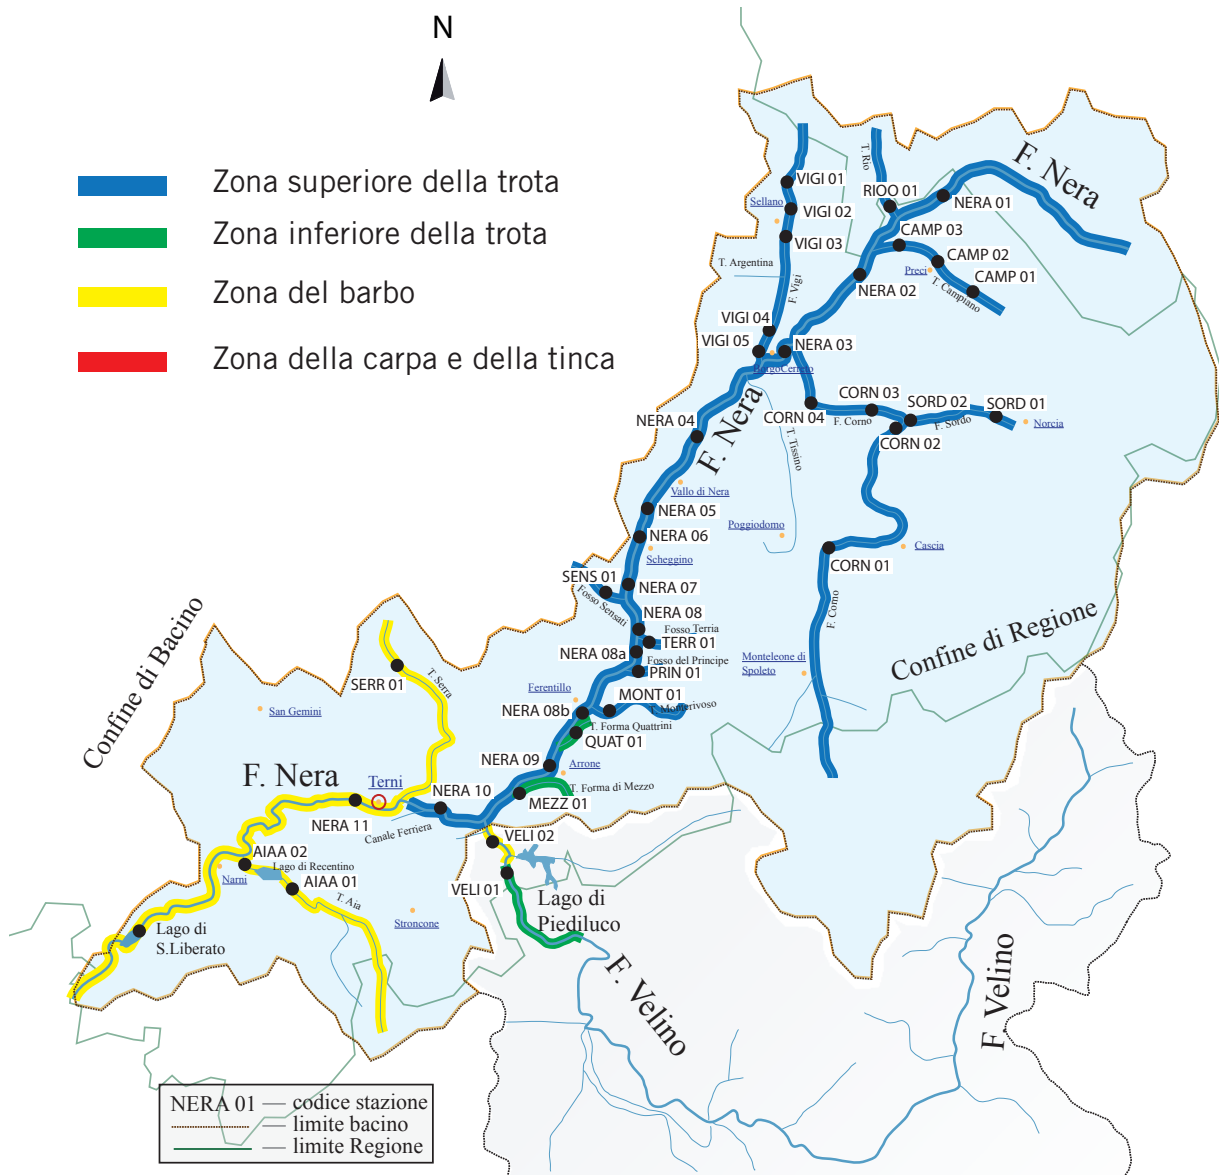 N
Zona superiore della trota
Zona inferiore della trota
Zona del barbo
Zona della carpa e della tinca
T. Rio
F. Nera
VIGI 01
RIOO 01
NERA 01
Sellano
VIGI 02
CAMP 03
VIGI 03
CAMP 02
T. Argentina
Preci
CAMP 01
F. Vigi
NERA 02
T. Campiano
VIGI 04
VIGI 05
NERA 03
BorgoCerreto
CORN 03
SORD 02
SORD 01
NERA 04
CORN 04
F. Corno
F. Sordo
Norcia
F. Nera
T. Tissino
CORN 02
Vallo di Nera
NERA 05
Poggiodomo
NERA 06
Scheggino
Cascia
CORN 01
SENS 01
NERA 07
Fosso Sensati
F. Corno
NERA 08
Fosso Terria
TERR 01
Confine di Bacino
Confine di Regione
NERA 08a
Fosso del Principe
PRIN 01
Monteleone di
Spoleto
SERR 01
T. Serra
Ferentillo
MONT 01
T. Monterivoso
San Gemini
NERA 08b
T. Forma Quattrini
QUAT 01
NERA 09
Arrone
F. Nera
Terni
T. Forma di Mezzo
NERA 10
MEZZ 01
NERA 11
Canale Ferriera
VELI 02
AIAA 02
Lago di Recentino
Narni
AIAA 01
T. Aia
VELI 01
Lago di
Piediluco
Stroncone
Lago di
S.Liberato
F. Velino
F. Velino
NERA 01 — codice stazione
— limite bacino
— limite Regione